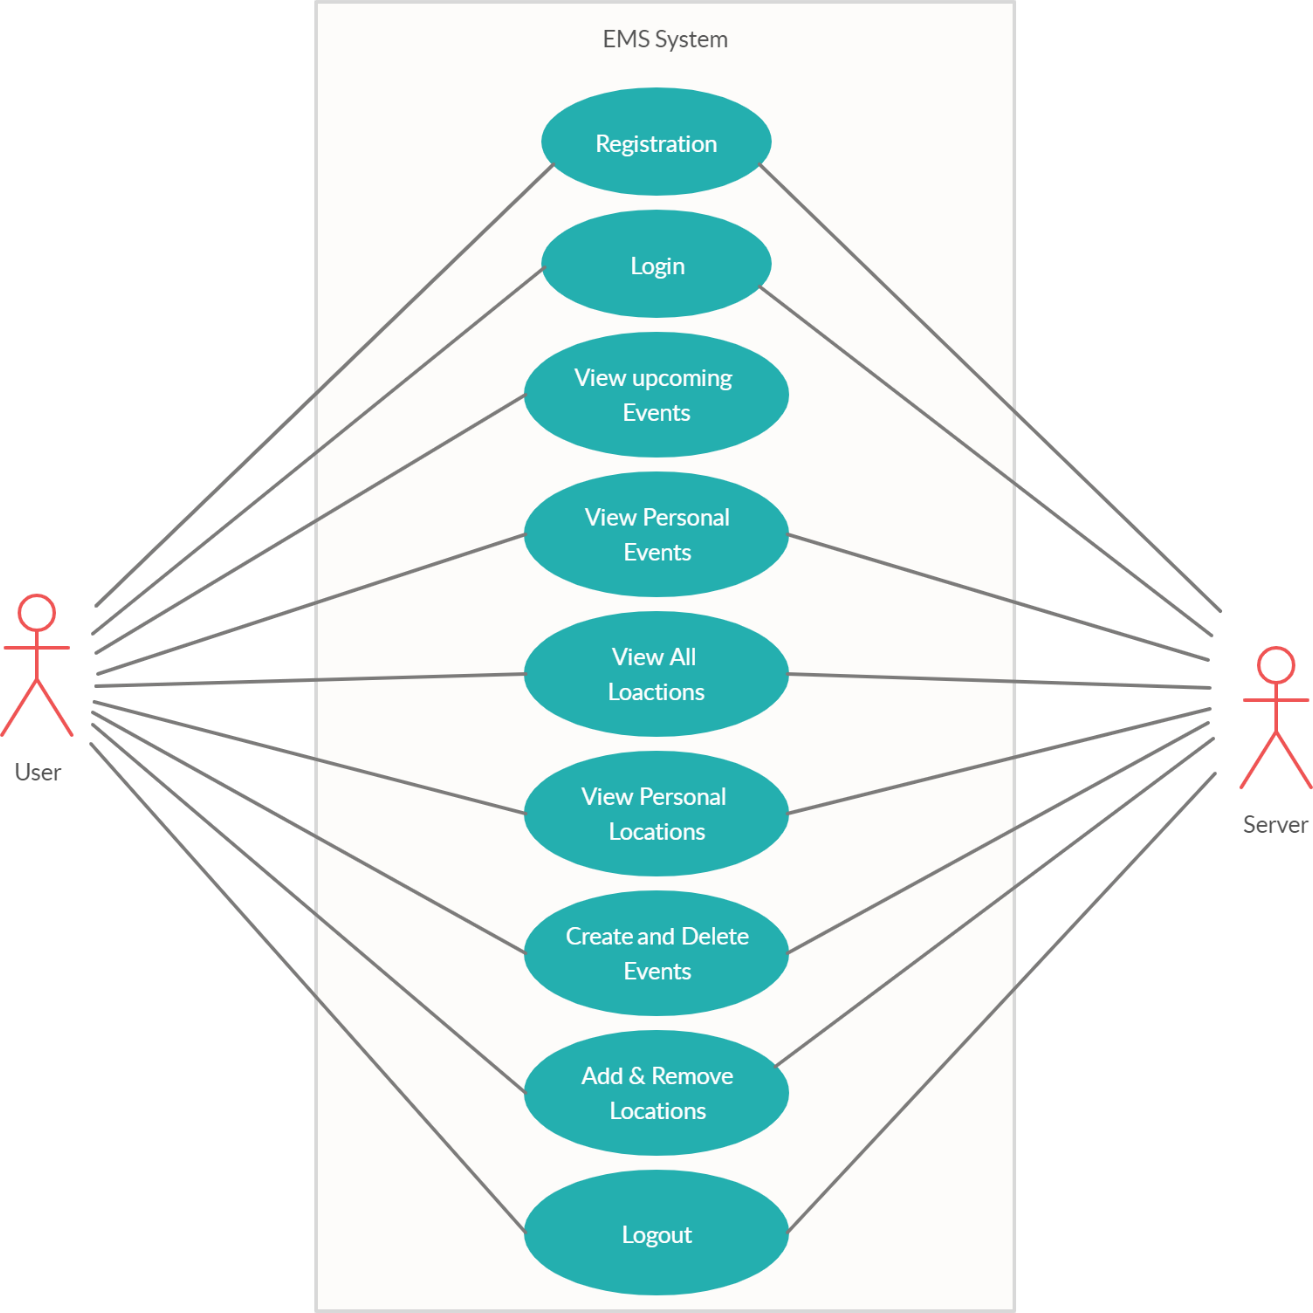 EMS System
Registration
Login
View upcoming
Events
View Personal
Events
View All
Loactions
View Personal
Locations
Create and Delete
Events
Add & Remove
Locations
Logout
User
Server